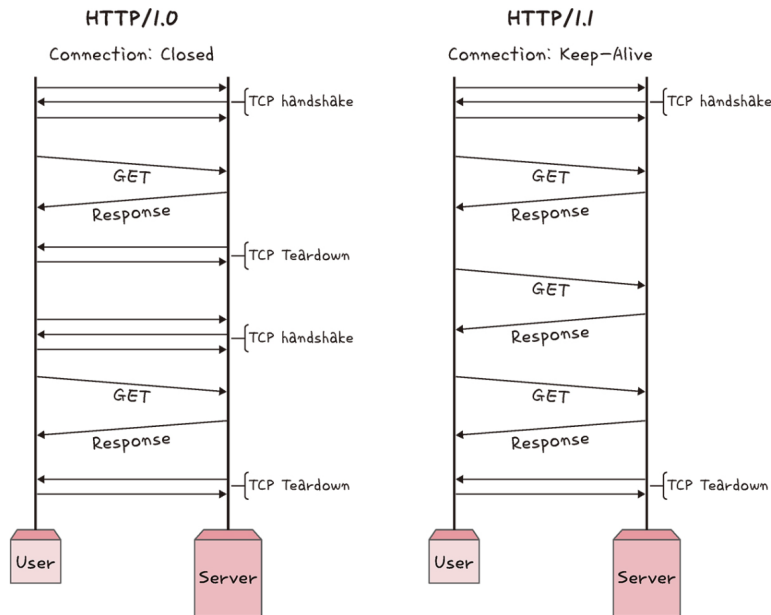 HTTP/1.0
Connection: Closed
TCP handshake
GET
Response
TCP Teardown
TCP handshake
GET
Response
TCP Teardown
User
Server
HTTP/1.1
Connection: Keep-Alive
TCP handshake
GET
Response
GET
Response
GET
Response
TCP Teardown
User
Server